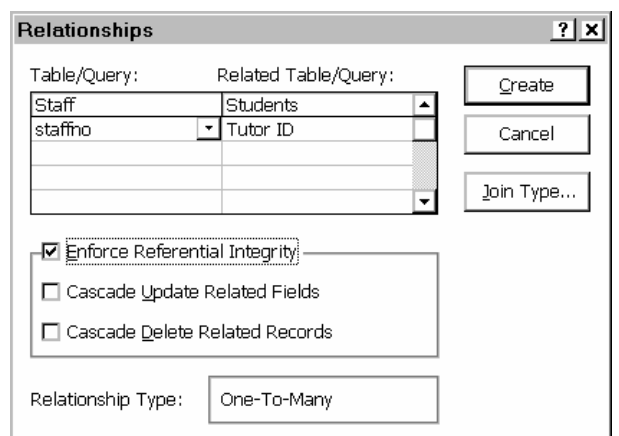 Relationships
Table/Query: Related Table/Query:
Staff Students
staffno Tutor ID
Create
Cancel
Join Type...
Enforce Referential Integrity
Cascade Update Related Fields
Cascade Delete Related Records
Relationship Type: One-To-Many